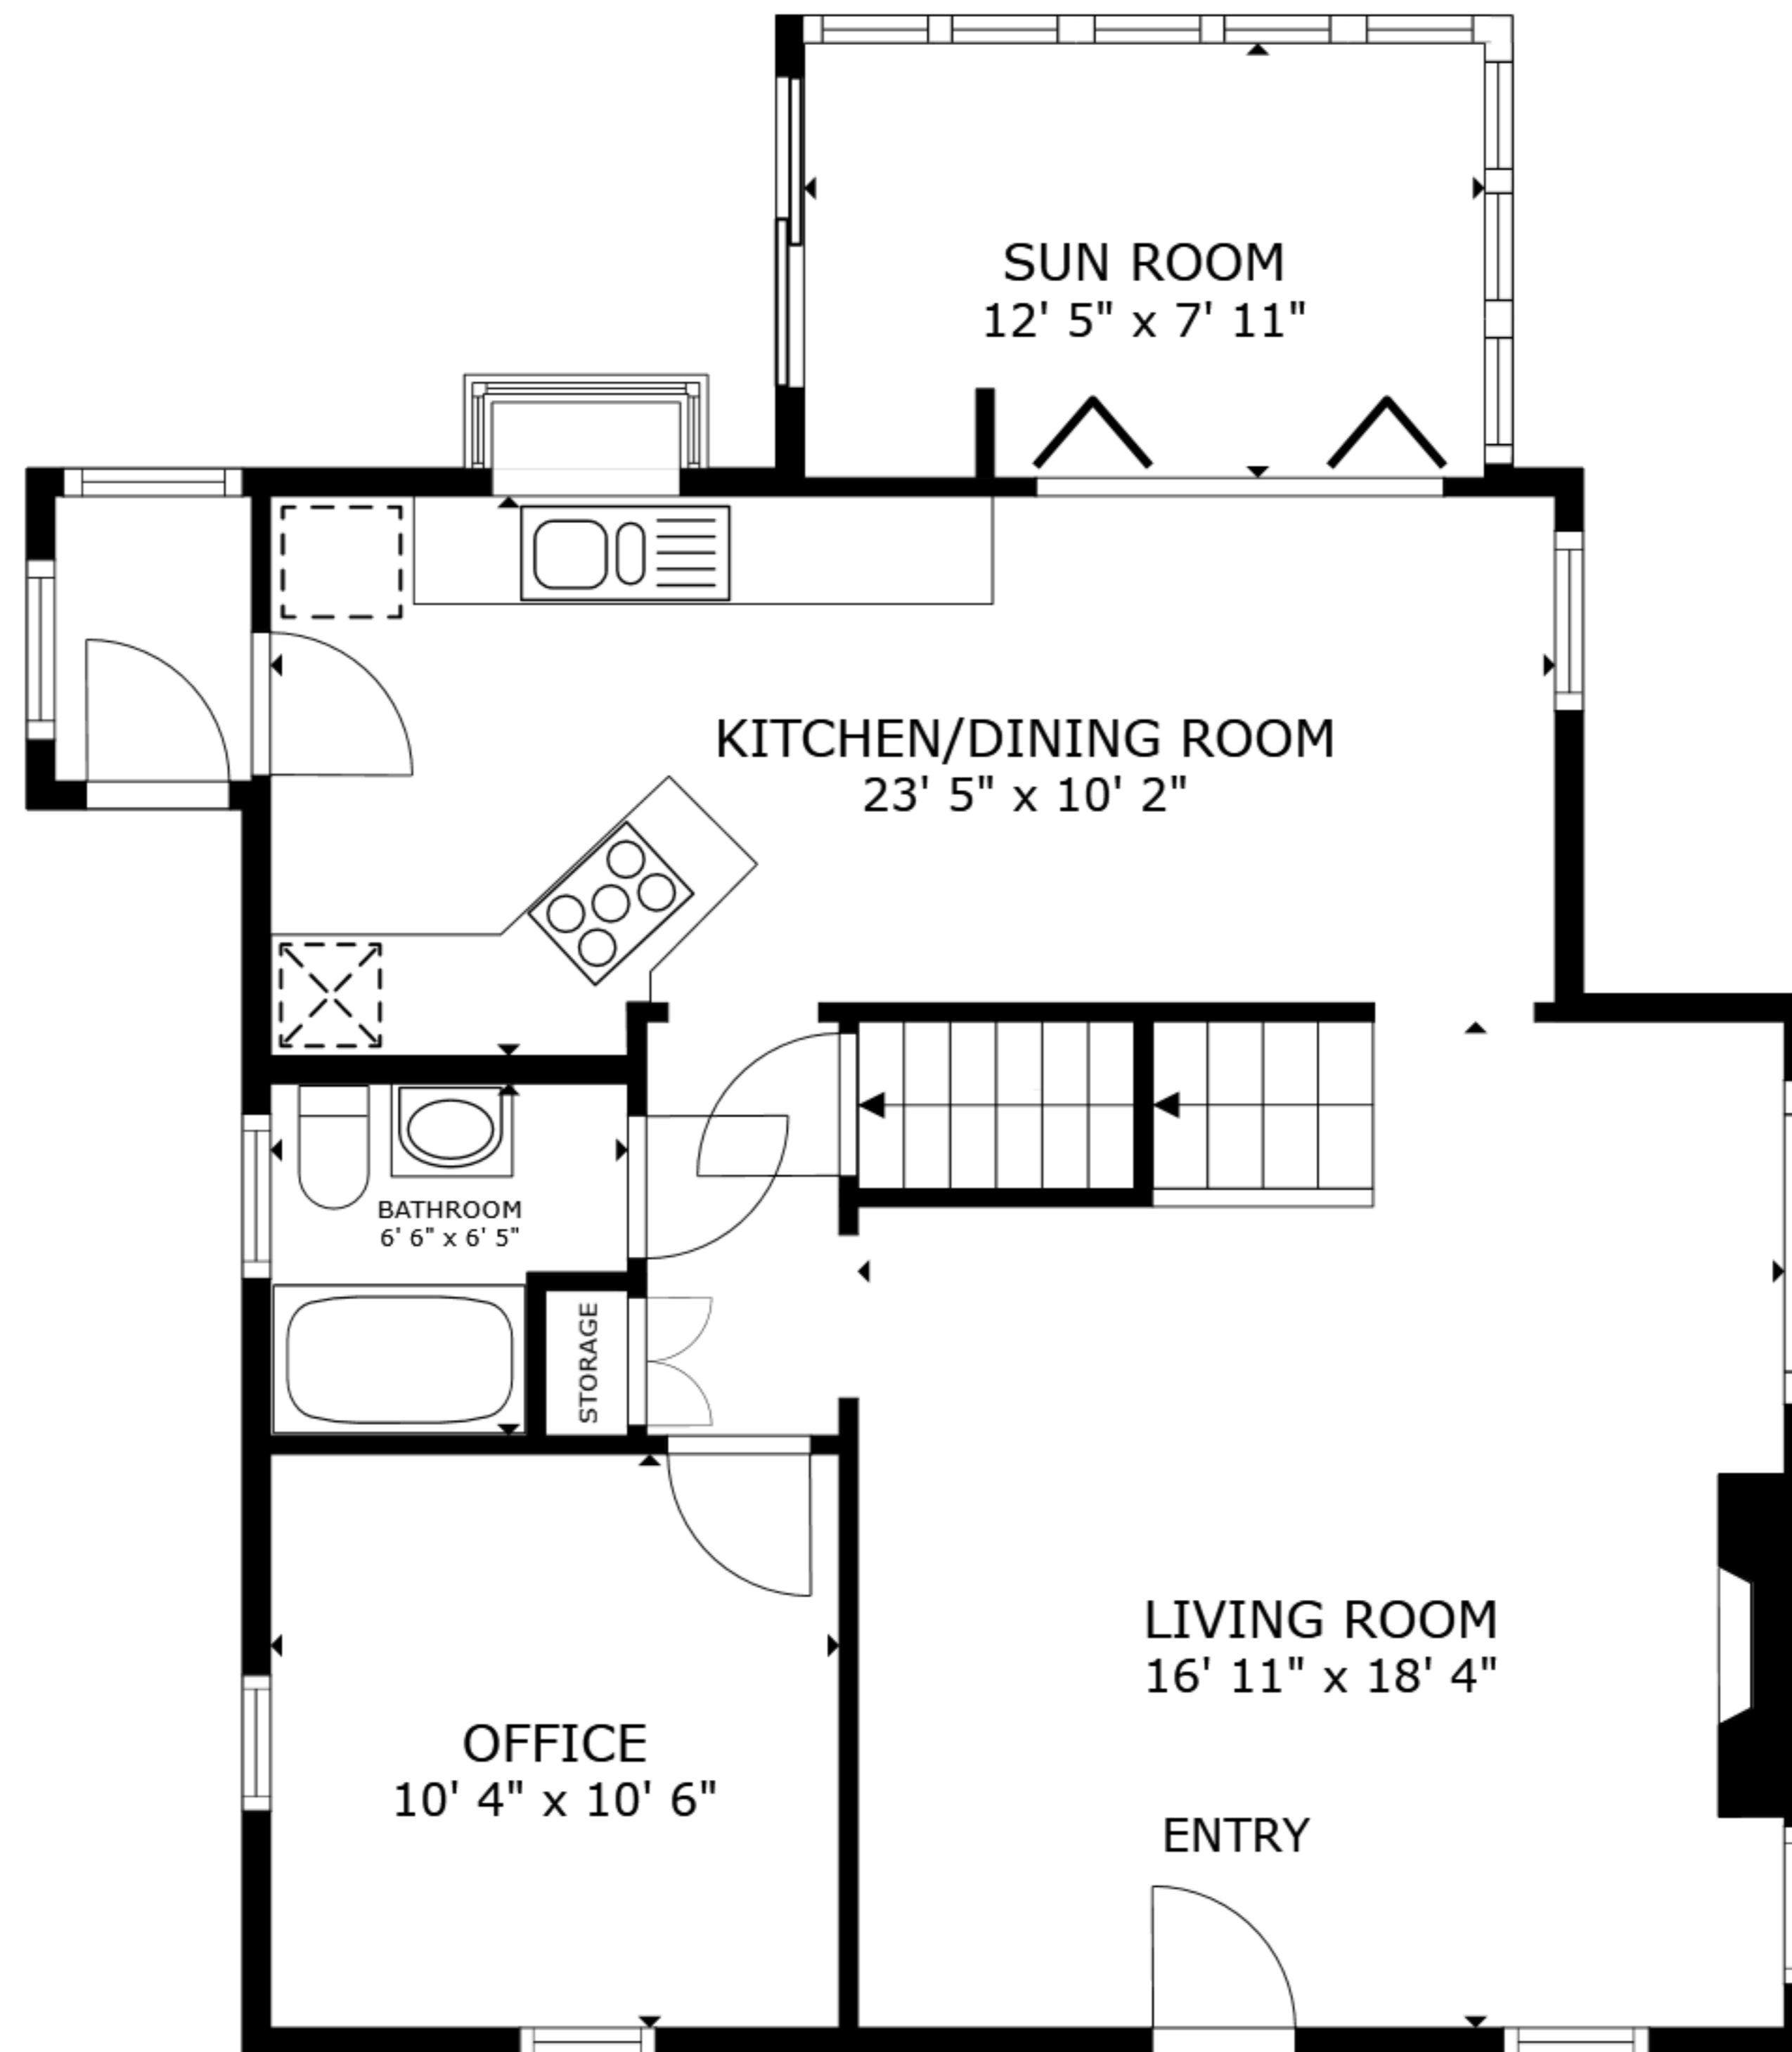 SUN ROOM
12' 5" x 7' 11"
KITCHEN/DINING ROOM
23' 5" x 10' 2"
BATHROOM
6' 6" x 6' 5"
STORAGE
LIVING ROOM
16' 11" x 18' 4"
OFFICE
10' 4" x 10' 6"
ENTRY